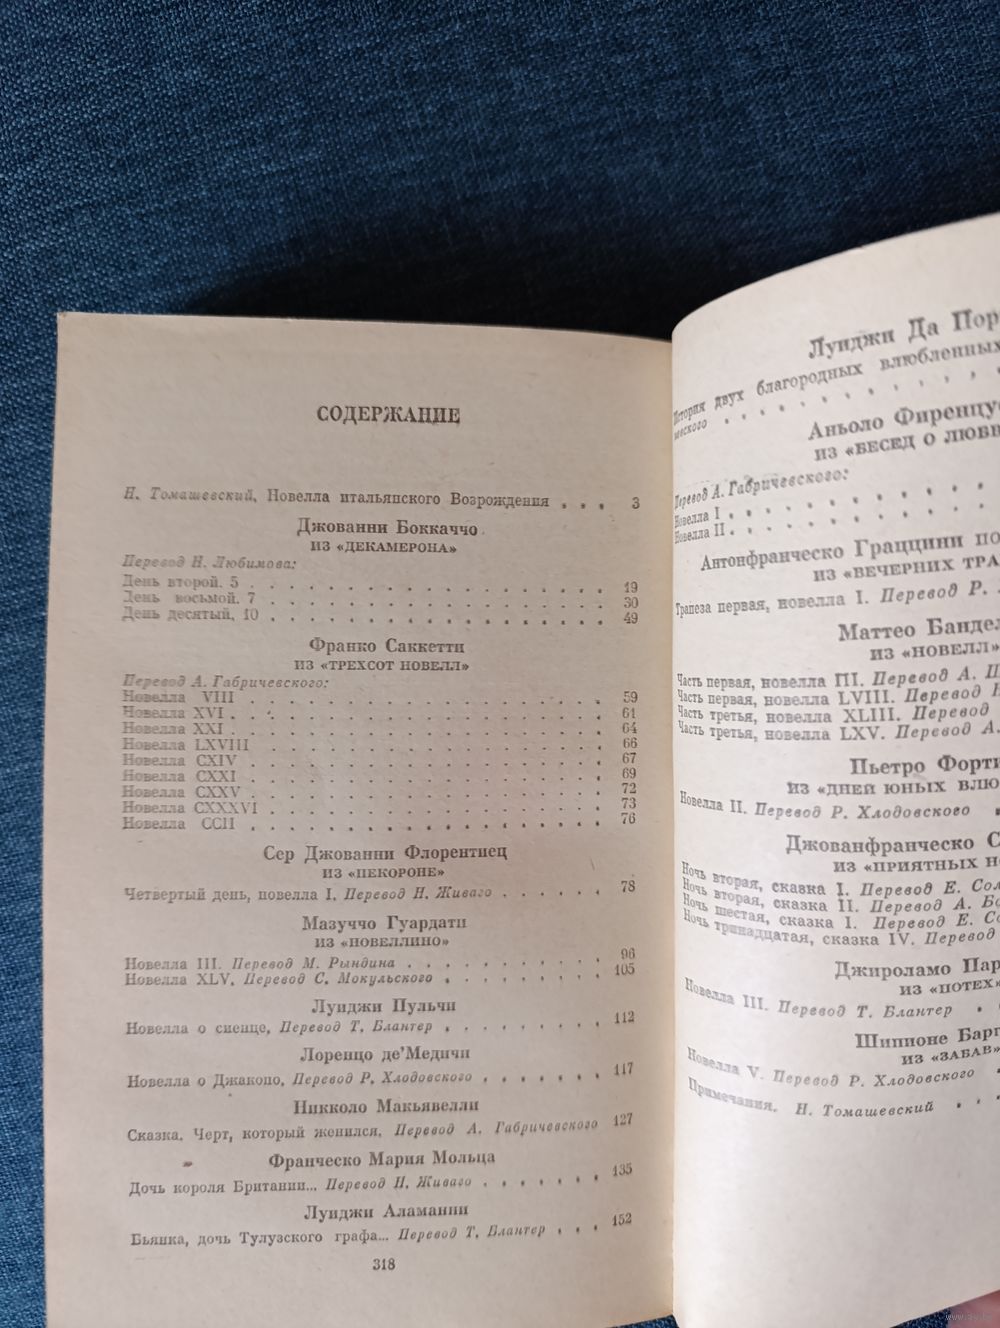 СОДЕРЖАНИЕ
Н. Томашевский. Новелла итальянского Возрождения . . . 3
Джованни Боккаччо
ИЗ «ДЕКАМЕРОНА»
Перевод Н. Любимова:
День второй. 5 . . . . . . . . . . . . . . . 19
День восьмой. 7 . . . . . . . . . . . . . . . 30
День десятый, 10 . . . . . . . . . . . . . . . 49
Франко Саккетти
ИЗ «ТРЕХСОТ НОВЕЛЛ»
Перевод А. Габричевского:
Новелла VIII . . . . . . . . . . . . . . . 59
Новелла XVI . . . . . . . . . . . . . . . 61
Новелла XXI . . . . . . . . . . . . . . . 64
Новелла LXVIII . . . . . . . . . . . . . . . 66
Новелла CXIV . . . . . . . . . . . . . . . 67
Новелла CXXI . . . . . . . . . . . . . . . 69
Новелла CXXV . . . . . . . . . . . . . . . 72
Новелла CXXXVI . . . . . . . . . . . . . . . 73
Новелла CCII . . . . . . . . . . . . . . . 76
Сер Джованни Флорентиец
ИЗ «ПЕКОРОНЕ»
Четвертый день, новелла I. Перевод Н. Живаго . . . . . . 78
Мазуччо Гуардати
ИЗ «НОВЕЛЛИНО»
Новелла III. Перевод М. Рындина . . . . . . . . . . 96
Новелла XLV. Перевод С. Мокульского . . . . . . . . 105
Луиджи Пульчи
Новелла о сиенце, Перевод Т. Блантер . . . . . . . . 112
Лоренцо де'Медичи
Новелла о Джакопо, Перевод Р. Хлодовского . . . . . . 117
Никколо Макьявелли
Сказка. Черт, который женился. Перевод А. Габричевского 127
Франческо Мария Мольца
Дочь короля Британии... Перевод Н. Живаго . . . . . . 135
Луиджи Аламанни
Бьянка, дочь Тулузского графа... Перевод Т. Блантер . . . 152
318
Луиджи Да Пор
История двух благородных влюбленных
Аньоло Фиренцуо
ИЗ «БЕСЕД О ЛЮБВ
Перевод А. Габричевского:
Новелла I . . . . . . . .
Новелла II . . . . . . . .
Антонфранческо Граццини по
ИЗ «ВЕЧЕРНИХ ТРА
Трапеза первая, новелла I. Перевод Р.
Маттео Бандел
ИЗ «НОВЕЛЛ»
Часть первая, новелла III. Перевод А. Ш
Часть первая, новелла LVIII. Перевод
Часть третья, новелла XLIII. Перевод
Часть третья, новелла LXV. Перевод А.
Пьетро Форти
ИЗ «ДНЕЙ ЮНЫХ ВЛЮ
Новелла II. Перевод Р. Хлодовского
Джованфранческо С
ИЗ «ПРИЯТНЫХ Н
Ночь вторая, сказка I. Перевод Е. Сол
Ночь вторая, сказка II. Перевод А. Бо
Ночь шестая, сказка I. Перевод Е. Со
Ночь тринадцатая, сказка IV. Перевод
Джироламо Пар
ИЗ «ПОТЕХ»
Новелла III. Перевод Т. Блантер
Шипионе Барг
ИЗ «ЗАБАВ»
Новелла V. Перевод Р. Хлодовского
Примечания. Н. Томашевский